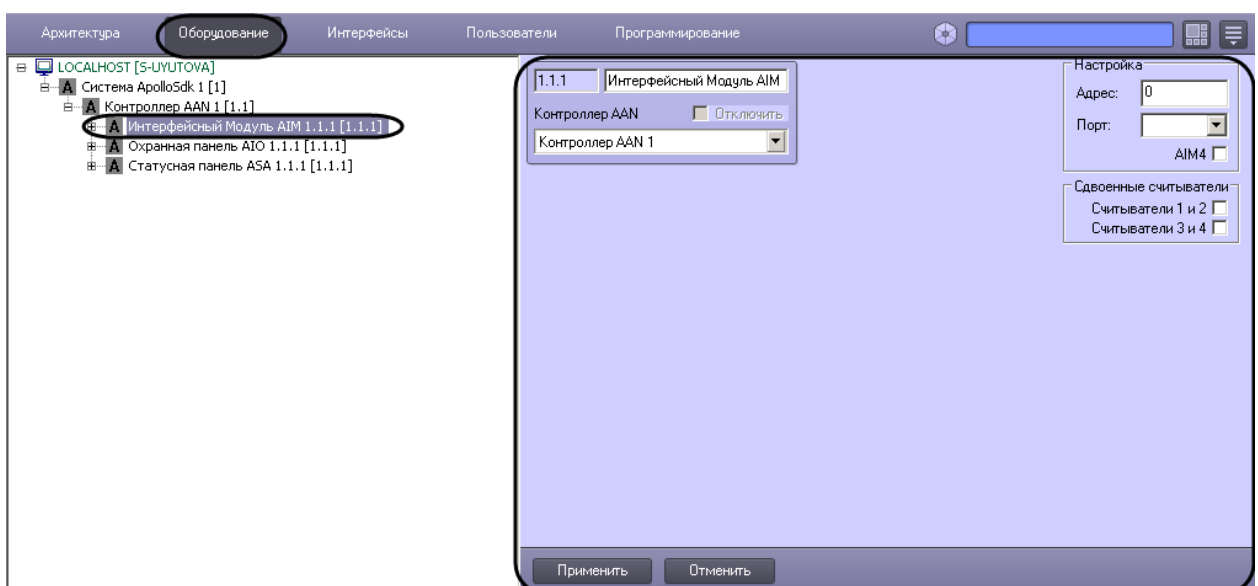 Архитектура Оборудование Интерфейсы Пользователи Программирование
LOCALHOST [S-UYUTOVA]
Система ApolloSdk 1 [1]
Контроллер AAN 1 [1.1]
Интерфейсный Модуль AIM 1.1.1 [1.1.1]
Охранная панель AIO 1.1.1 [1.1.1]
Статусная панель ASA 1.1.1 [1.1.1]
1.1.1 Интерфейсный Модуль AIM
Контроллер AAN Отключить
Контроллер AAN 1
Настройка
Адрес: 0
Порт:
AIM4
Сдвоенные считыватели
Считыватели 1 и 2
Считыватели 3 и 4
Применить Отменить